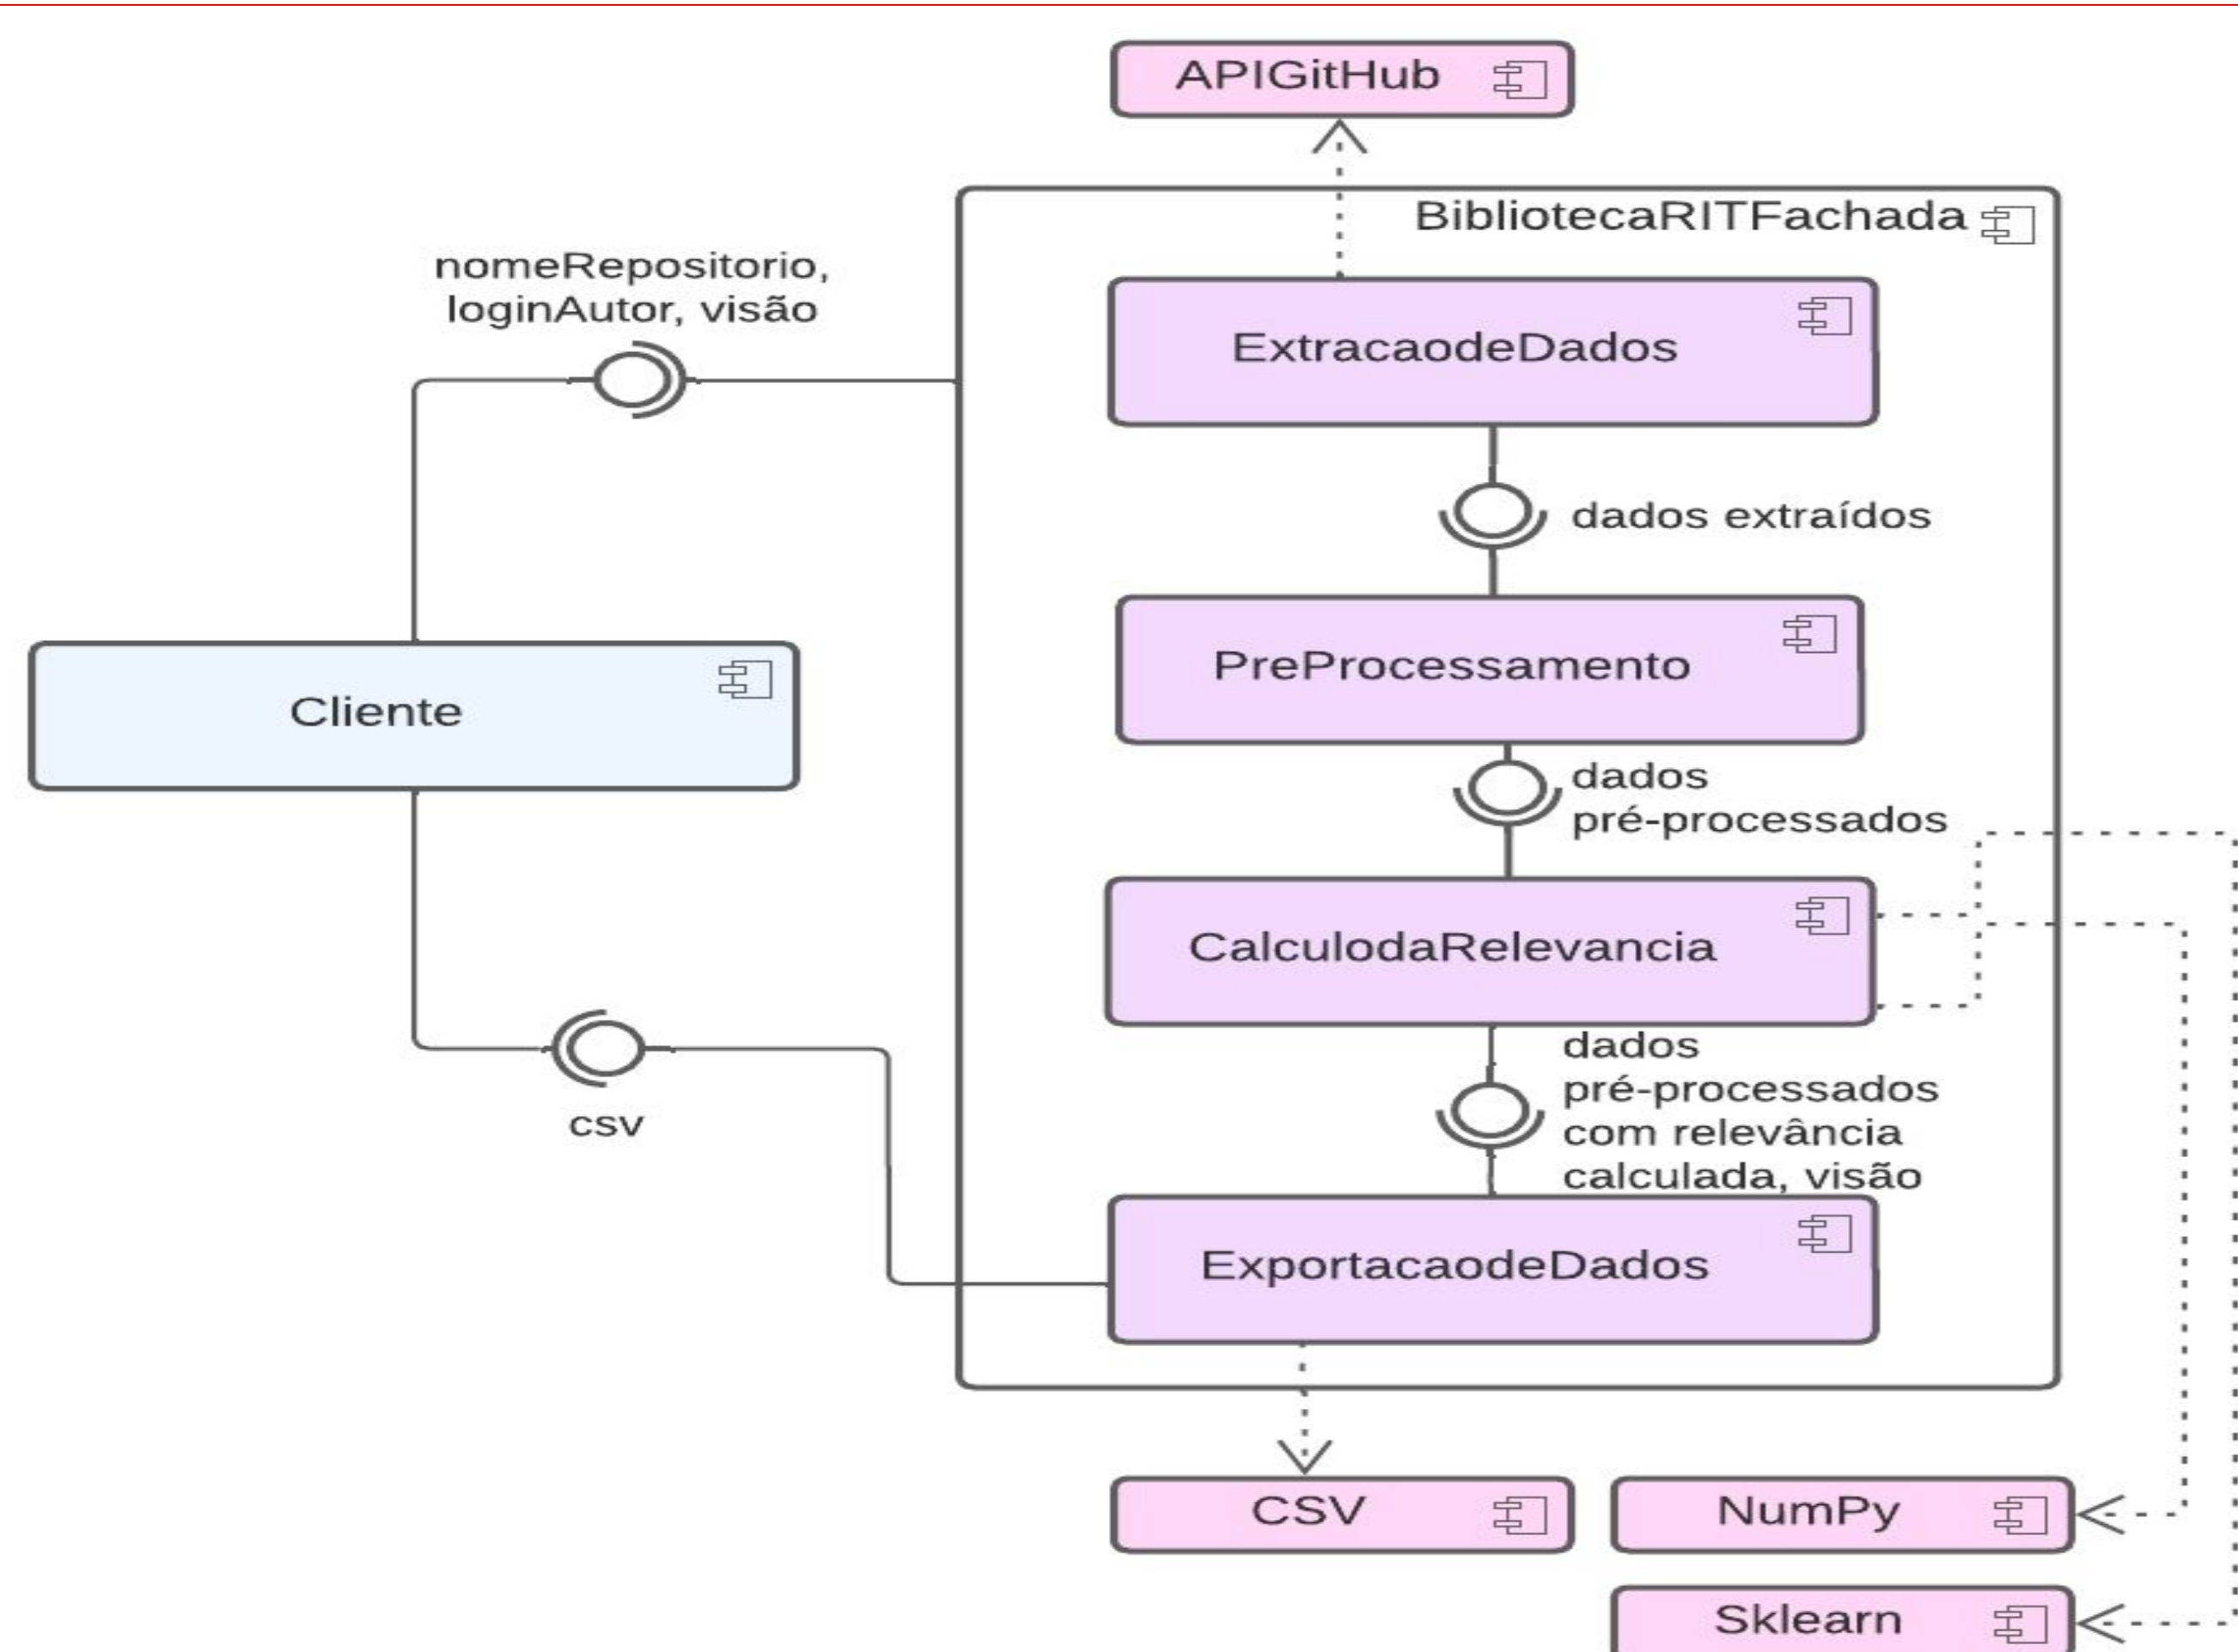 APIGitHub
BibliotecaRITFachada
nomeRepositorio,
loginAutor, visão
ExtracaodeDados
dados extraídos
PreProcessamento
Cliente
dados
pré-processados
CalculodaRelevancia
dados
pré-processados
com relevância
calculada, visão
csv
ExportacaodeDados
CSV
NumPy
Sklearn